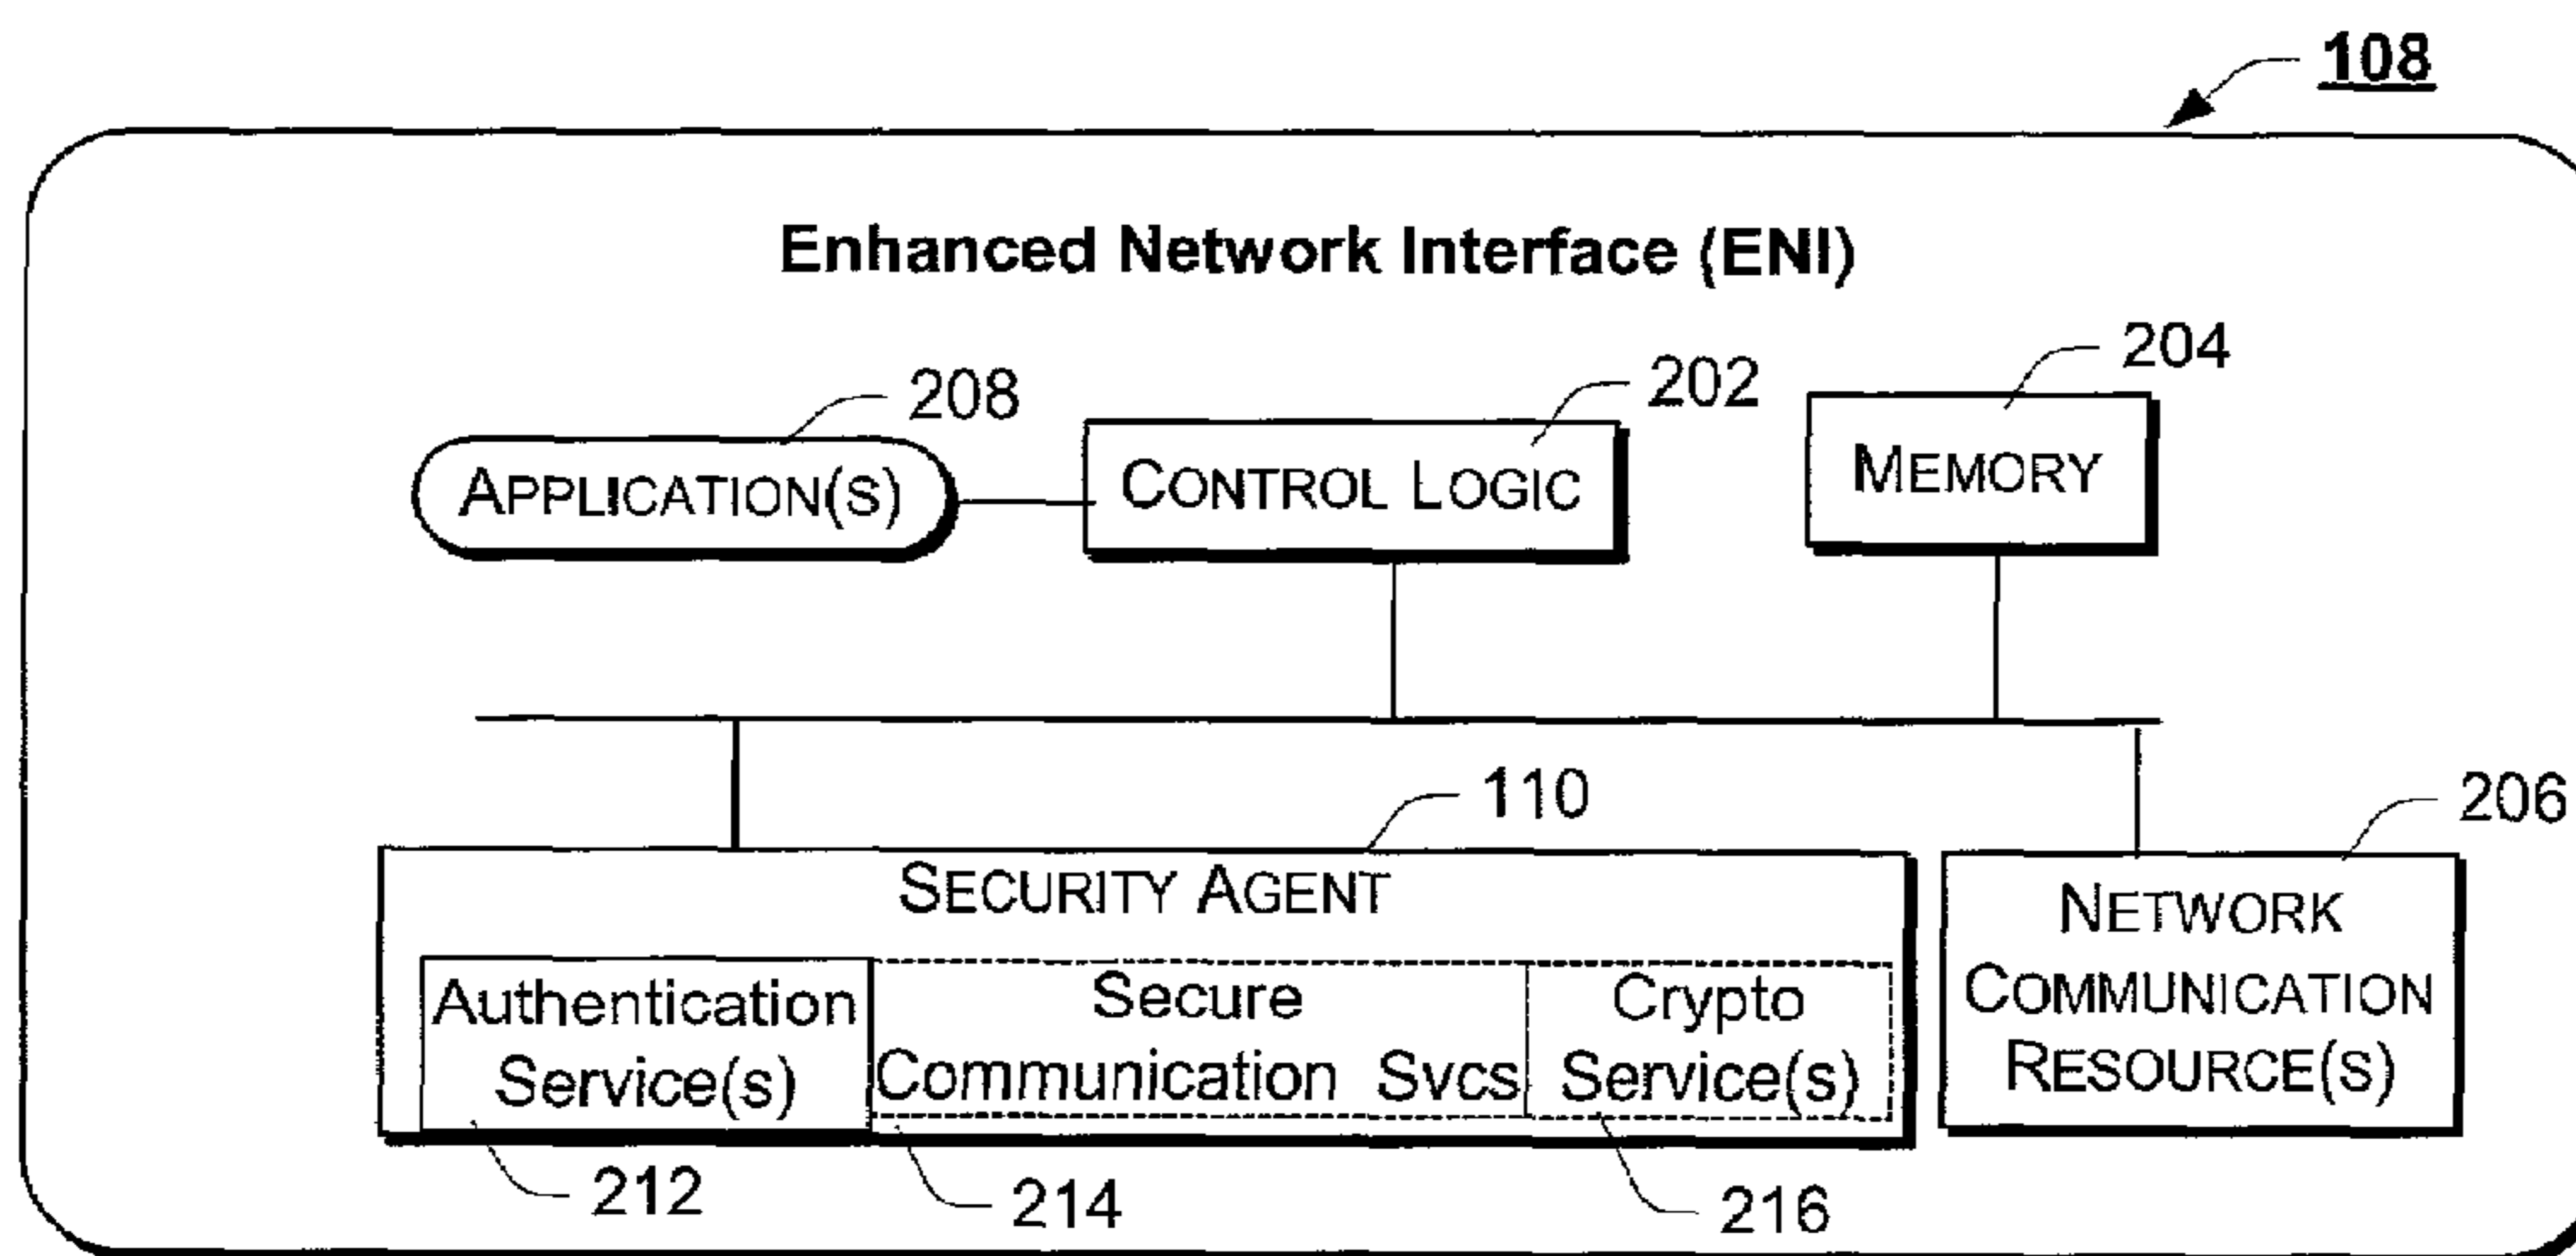 108
Enhanced Network Interface (ENI)
204
202
208
MEMORY
CONTROL LOGIC
APPLICATION(S)
110
206
SECURITY AGENT
NETWORK
COMMUNICATION
RESOURCE(S)
Authentication
Service(s)
Secure
Communication Svcs
Crypto
Service(s)
212
214
216